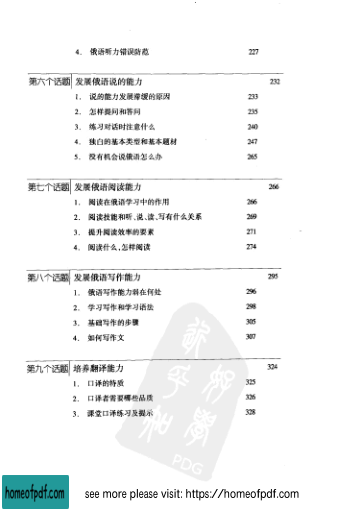 4. 俄语听力错误防范 227
第六个话题 发展俄语说的能力 232
1. 说的能力发展滞缓的原因 233
2. 怎样提问和答问 235
3. 练习对话时注意什么 240
4. 独白的基本类型和基本题材 247
5. 没有机会说俄语怎么办 265
第七个话题 发展俄语阅读能力 266
1. 阅读在俄语学习中的作用 266
2. 阅读技能和听、说、读、写有什么关系 269
3. 提升阅读效率的要素 271
4. 阅读什么,怎样阅读 274
第八个话题 发展俄语写作能力 295
1. 俄语写作能力斜在何处 296
2. 学习写作和学习语法 298
3. 基础写作的步骤 305
4. 如何写作文 307
第九个话题 培养翻译能力 324
1. 口译的特质 325
2. 口译者需要哪些品质 326
3. 课堂口译练习及提示 328
PDG
homeofpdf.com see more please visit: https://homeofpdf.com